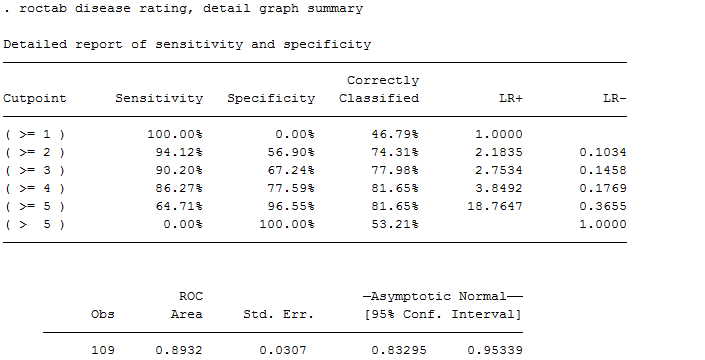 . roctab disease rating, detail graph summary
Detailed report of sensitivity and specificity
Correctly
Cutpoint Sensitivity Specificity Classified LR+ LR-
( >= 1 ) 100.00% 0.00% 46.79% 1.0000
( >= 2 ) 94.12% 56.90% 74.31% 2.1835 0.1034
( >= 3 ) 90.20% 67.24% 77.98% 2.7534 0.1458
( >= 4 ) 86.27% 77.59% 81.65% 3.8492 0.1769
( >= 5 ) 64.71% 96.55% 81.65% 18.7647 0.3655
( > 5 ) 0.00% 100.00% 53.21% 1.0000
ROC —Asymptotic Normal—
Obs Area Std. Err. [95% Conf. Interval]
109 0.8932 0.0307 0.83295 0.95339